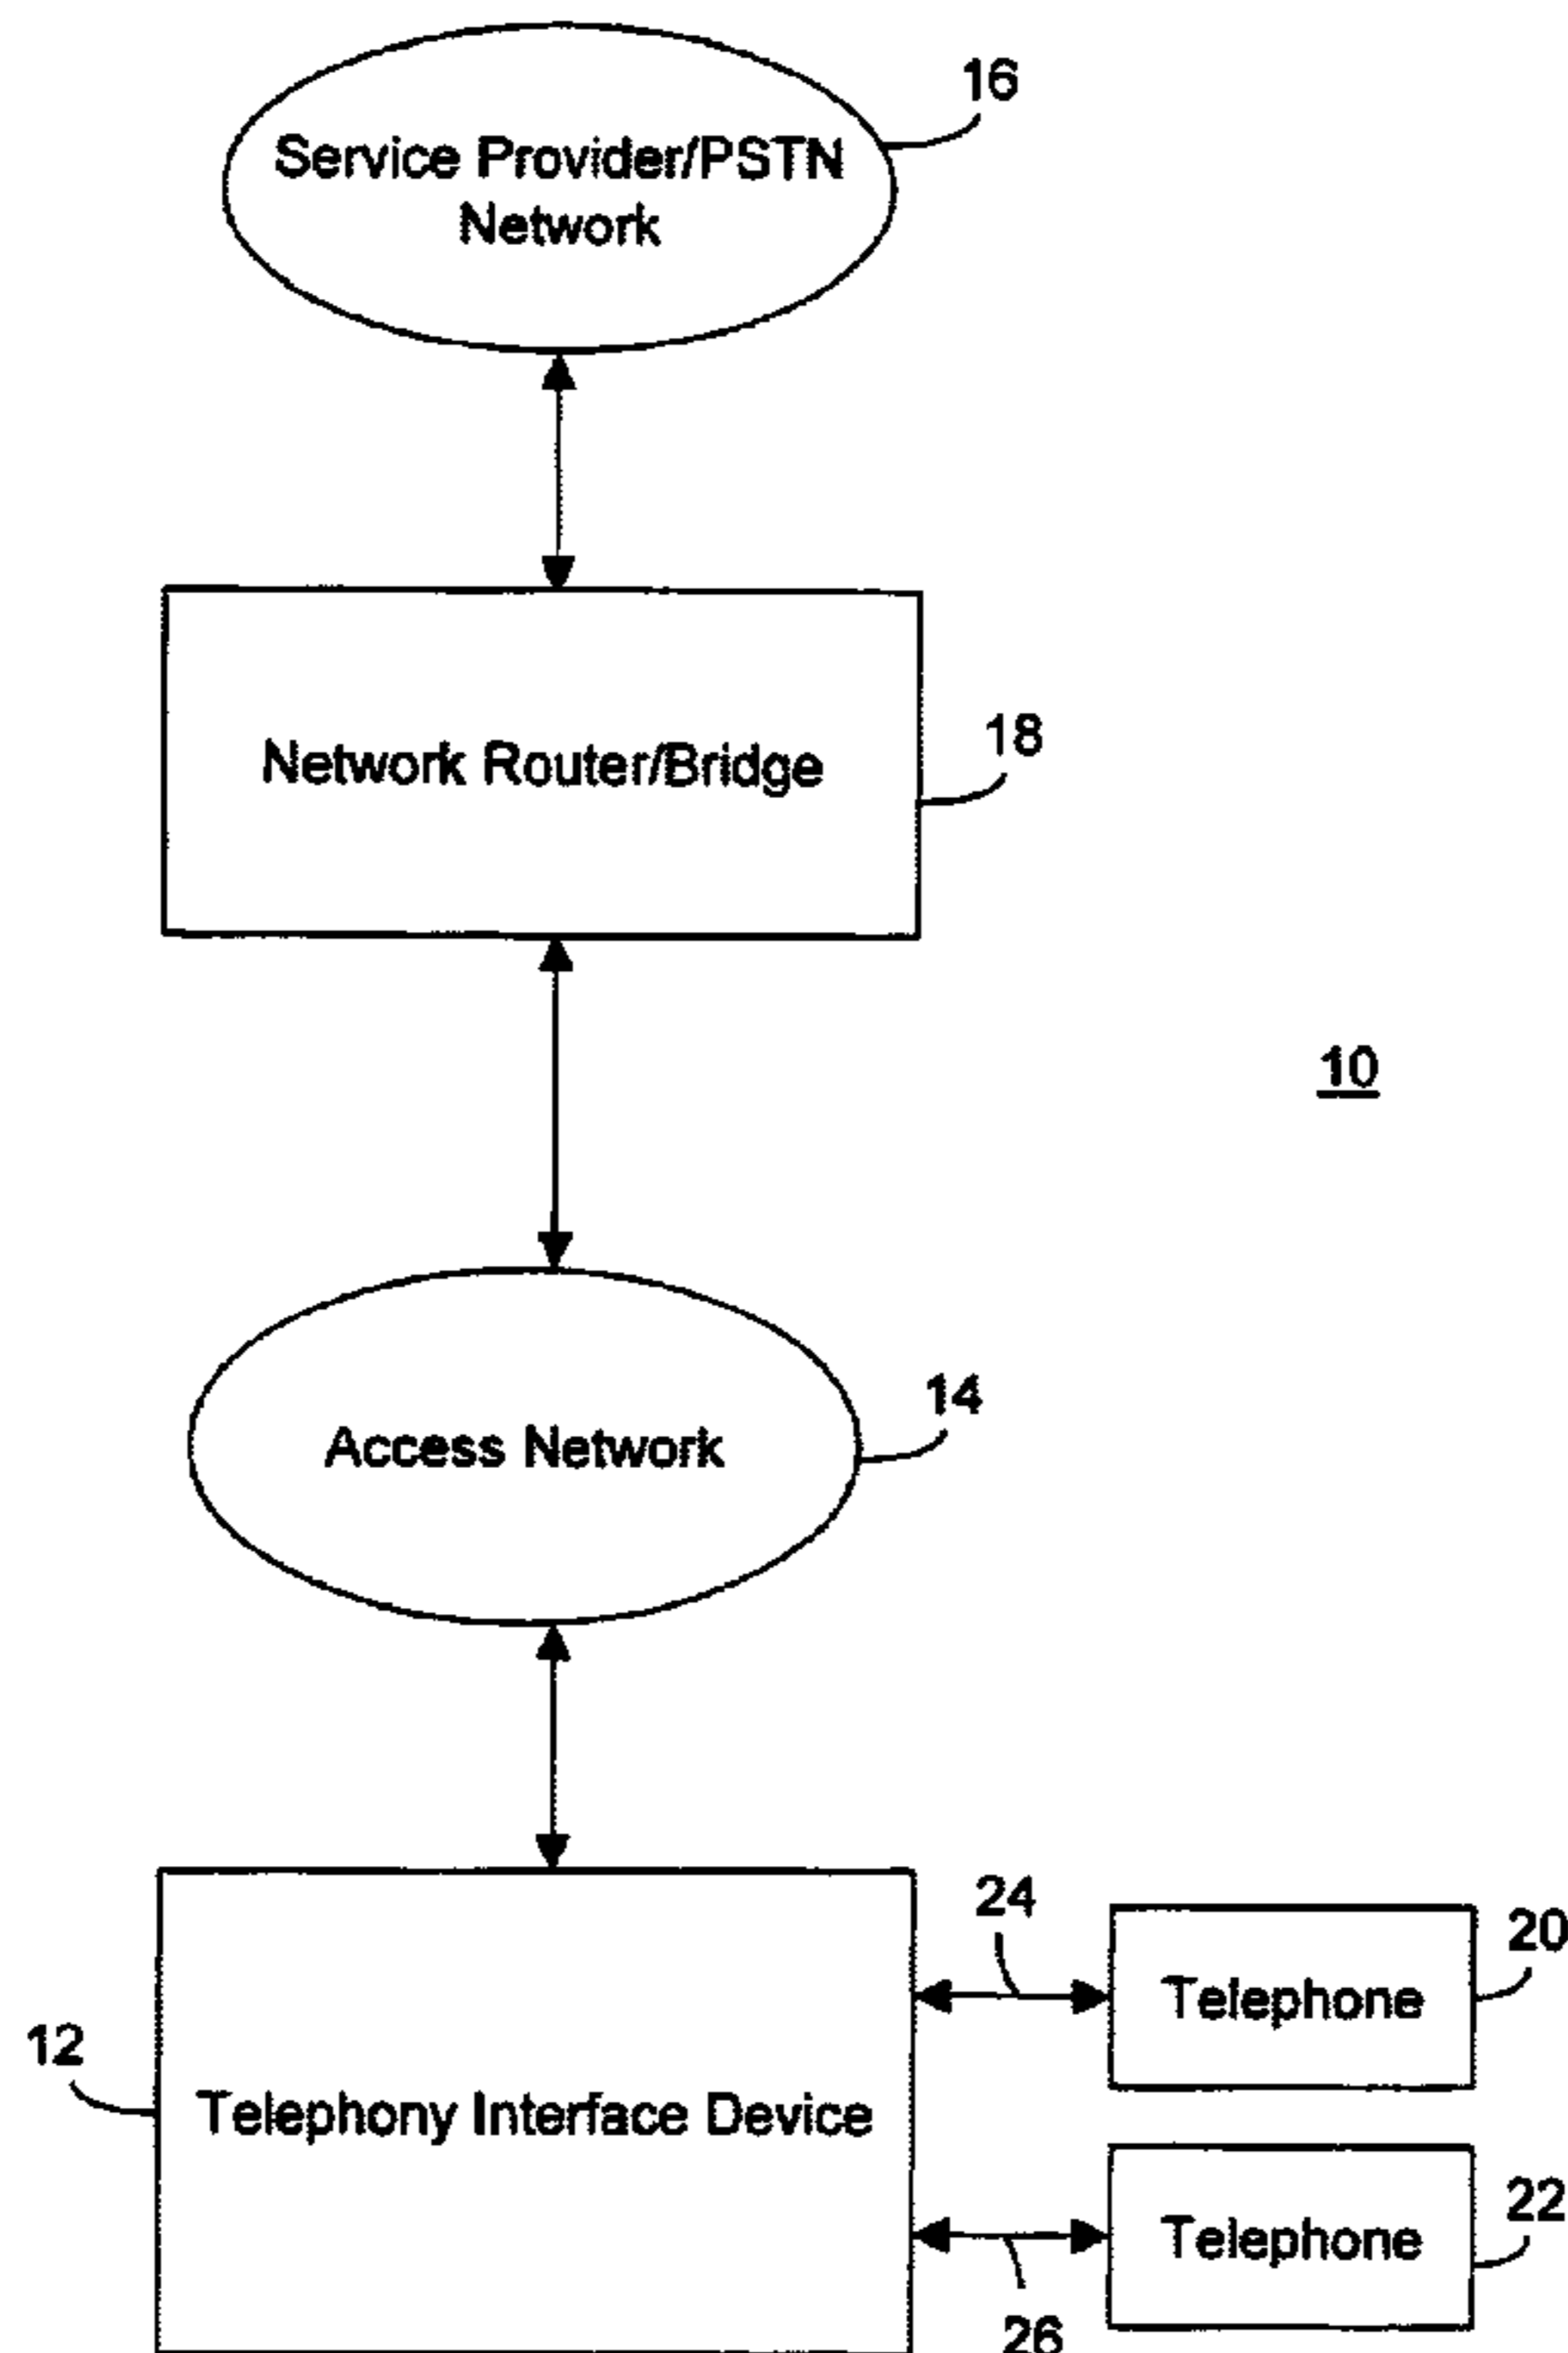 16
Service Provider/PSTN
Network
18
Network Router/Bridge
10
14
Access Network
24
20
Telephone
12
Telephony Interface Device
22
Telephone
26